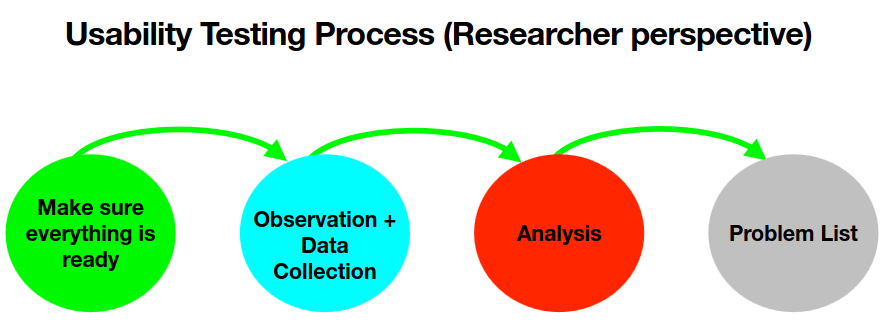 Usability Testing Process (Researcher perspective)
Make sure
everything is
ready
Observation +
Data
Collection
Analysis
Problem List